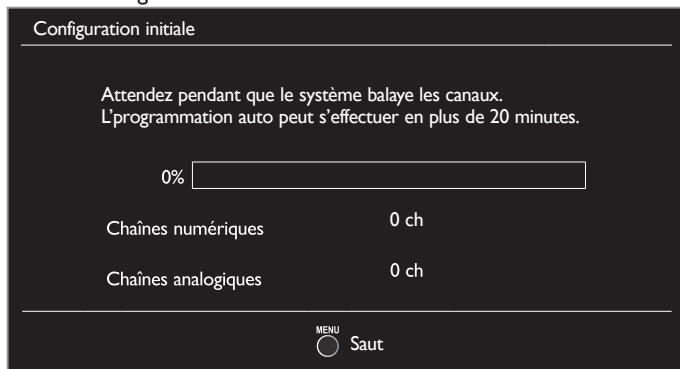 Configuration initiale
Attendez pendant que le système balaye les canaux.
L'programmation auto peut s'effectuer en plus de 20 minutes.
0%
Chaînes numériques 0 ch
Chaînes analogiques 0 ch
MENU
Saut